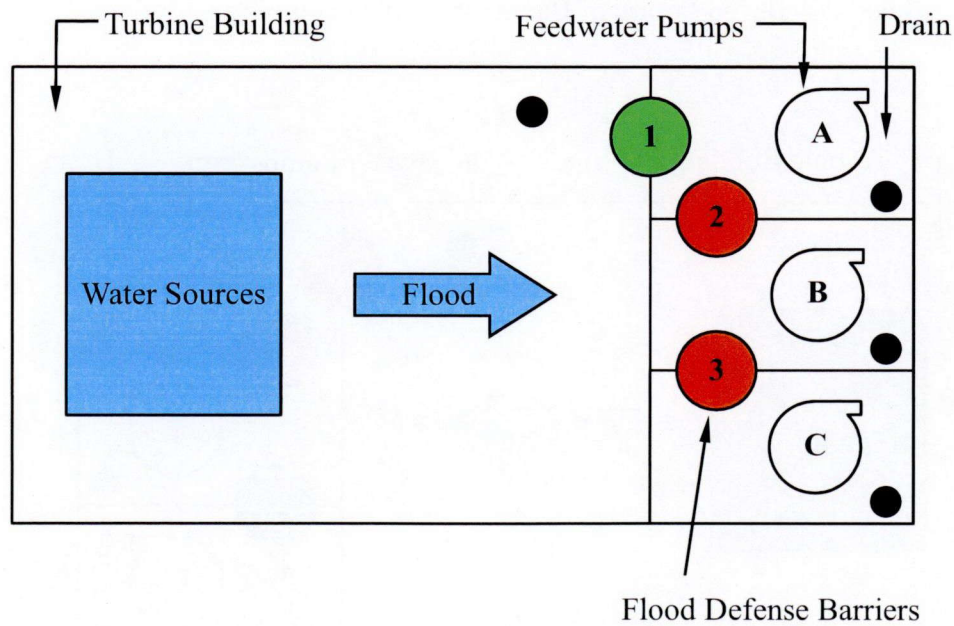 Turbine Building
Feedwater Pumps
Drain
1
A
2
Water Sources
Flood
B
3
C
Flood Defense Barriers